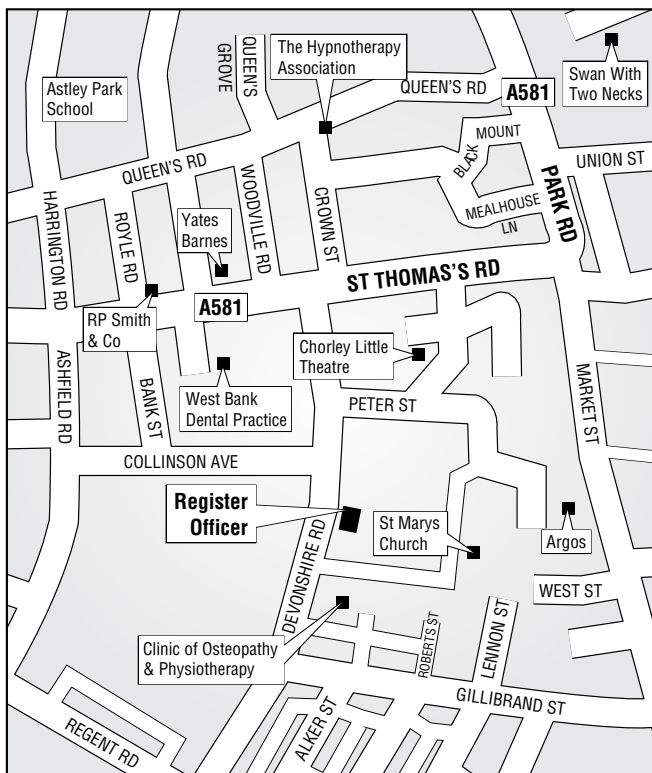 QUEEN'S
GROVE
The Hypnotherapy
Association
Astley Park
School
QUEEN'S RD
A581
Swan With
Two Necks
BLACK
MOUNT
UNION ST
QUEEN'S RD
HARRINGTON RD
ROYLE RD
Yates
Barnes
WOODVILLE RD
CROWN ST
MEALHOUSE
LN
PARK RD
ST THOMAS'S RD
A581
RP Smith
& Co
Chorley Little
Theatre
ASHFIELD RD
BANK ST
West Bank
Dental Practice
PETER ST
MARKET ST
COLLINSON AVE
Register
Officer
DEVONSHIRE RD
St Marys
Church
Argos
WEST ST
Clinic of Osteopathy
& Physiotherapy
ROBERTS ST
LENNON ST
GILLIBRAND ST
REGENT RD
ALKER ST